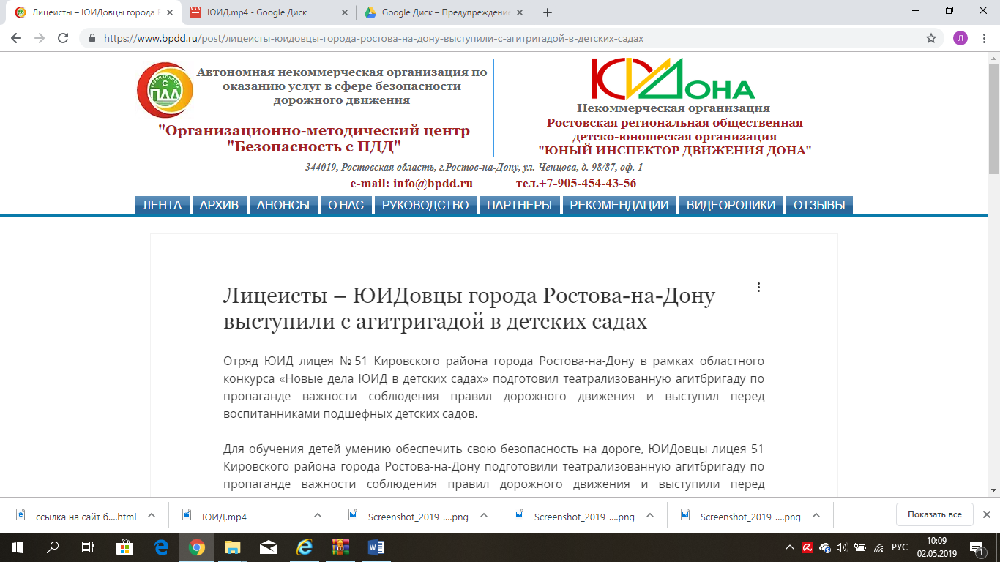 Лицеисты – ЮИДовцы города Р
ЮИД.mp4 - Google Диск
Google Диск – Предупреждени
https://www.bpdd.ru/post/лицеисты-юидовцы-города-ростова-на-дону-выступили-с-агитригадой-в-детских-садах
Л
БЕЗОПАСНОСТЬ
С
ПДД
Автономная некоммерческая организация по
оказанию услуг в сфере безопасности
дорожного движения
"Организационно-методический центр
"Безопасность с ПДД"
ЮИД ДОНА
Некоммерческая организация
Ростовская региональная общественная
детско-юношеская организация
"ЮНЫЙ ИНСПЕКТОР ДВИЖЕНИЯ ДОНА"
344019, Ростовская область, г.Ростов-на-Дону, ул. Ченцова, д. 98/87, оф. 1
e-mail: info@bpdd.ru тел.+7-905-454-43-56
ЛЕНТА АРХИВ АНОНСЫ О НАС РУКОВОДСТВО ПАРТНЕРЫ РЕКОМЕНДАЦИИ ВИДЕОРОЛИКИ ОТЗЫВЫ
Лицеисты – ЮИДовцы города Ростова-на-Дону
выступили с агитригадой в детских садах
Отряд ЮИД лицея №51 Кировского района города Ростова-на-Дону в рамках областного
конкурса «Новые дела ЮИД в детских садах» подготовил театрализованную агитбригаду по
пропаганде важности соблюдения правил дорожного движения и выступил перед
воспитанниками подшефных детских садов.
Для обучения детей умению обеспечить свою безопасность на дороге, ЮИДовцы лицея 51
Кировского района города Ростова-на-Дону подготовили театрализованную агитбригаду по
пропаганде важности соблюдения правил дорожного движения и выступили перед
ссылка на сайт б....html
ЮИД.mp4
Screenshot_2019-....png
Screenshot_2019-....png
Screenshot_2019-....png
Показать все
РУС
10:09
02.05.2019
1